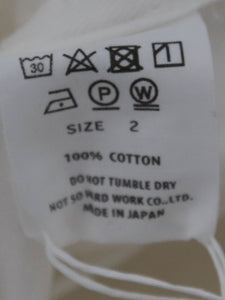 30
P W
SIZE 2
100% COTTON
DO NOT TUMBLE DRY
NOT SO HARD WORK CO.,LTD.
MADE IN JAPAN